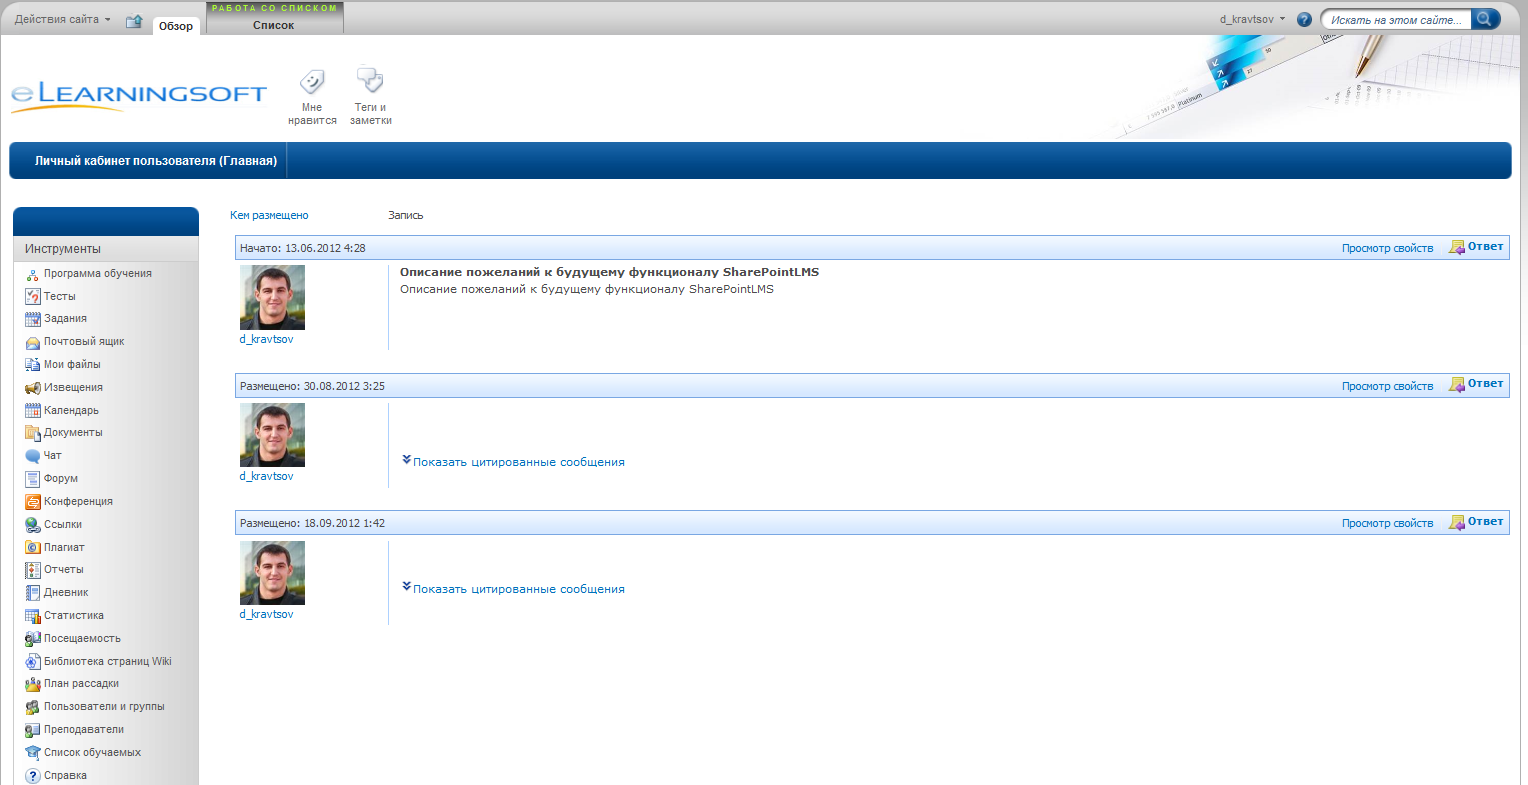 Действия сайта
Обзор
РАБОТА СО СПИСКОМ
Список
d_kravtsov
Искать на этом сайте...
eLEARNINGSOFT
Мне
нравится
Теги и
заметки
Platinum
Личный кабинет пользователя (Главная)
Инструменты
Программа обучения
Тесты
Задания
Почтовый ящик
Мои файлы
Извещения
Календарь
Документы
Чат
Форум
Конференция
Ссылки
Плагиат
Отчеты
Дневник
Статистика
Посещаемость
Библиотека страниц Wiki
План рассадки
Пользователи и группы
Преподаватели
Список обучаемых
Справка
Кем размещено Запись
Начато: 13.06.2012 4:28 Просмотр свойств Ответ
Описание пожеланий к будущему функционалу SharePointLMS
Описание пожеланий к будущему функционалу SharePointLMS
d_kravtsov
Размещено: 30.08.2012 3:25 Просмотр свойств Ответ
Показать цитированные сообщения
d_kravtsov
Размещено: 18.09.2012 1:42 Просмотр свойств Ответ
Показать цитированные сообщения
d_kravtsov